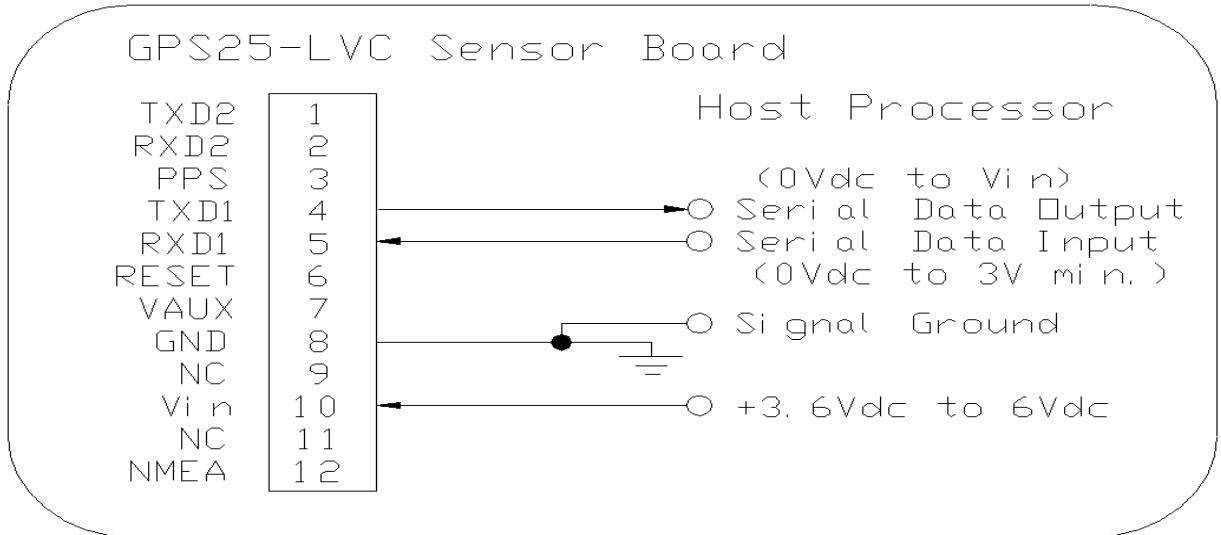 GPS25-LVC Sensor Board
Host Processor
TXD2 1
RXD2 2
PPS 3
(0Vdc to Vin)
TXD1 4 Serial Data Output
RXD1 5 Serial Data Input
RESET 6 (0Vdc to 3V min.)
VAUX 7 Signal Ground
GND 8
NC 9
Vin 10 +3.6Vdc to 6Vdc
NC 11
NMEA 12